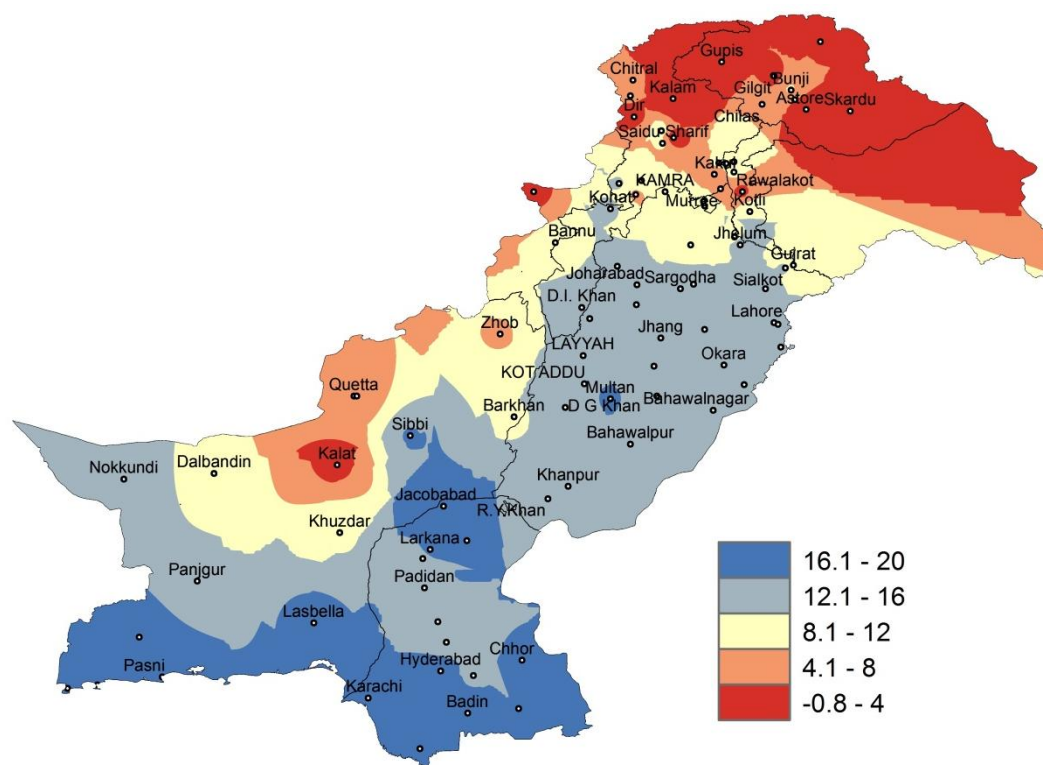 Gupis
Chitral
Bunji
Gilgit
Kalam
Astore
Skardu
Dir
Chilas
Saidu Sharif
Rawalakot
KAMRA
Kohat
Murree
Kotli
Bannu
Jhelum
Gujrat
Joharabad
Sargodha
Sialkot
D.I. Khan
Lahore
Zhob
Jhang
LAYYAH
Okara
KOT ADDU
Quetta
Multan
Bahawalnagar
Barkhan
D G Khan
Sibbi
Bahawalpur
Kalat
Nokkundi
Dalbandin
Khanpur
Jacobabad
R.Y.Khan
Khuzdar
Larkana
Panjgur
Padidan
Lasbella
Chhor
Pasni
Hyderabad
Karachi
Badin
16.1 - 20
12.1 - 16
8.1 - 12
4.1 - 8
-0.8 - 4